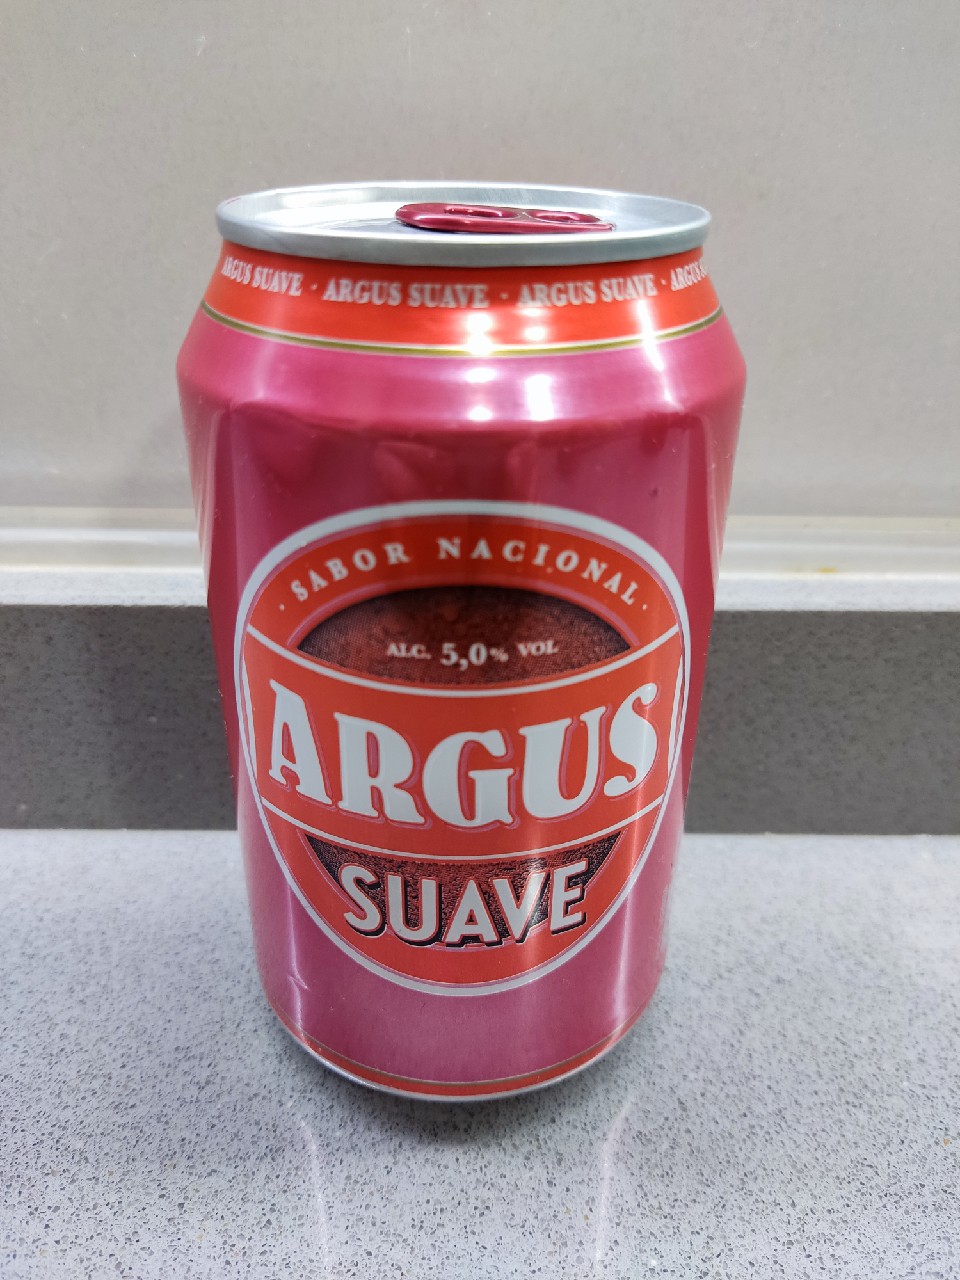 ARGUS SUAVE · ARGUS SUAVE · ARGUS SUAVE · ARGUS
· SABOR NACIONAL ·
ALC. 5,0% VOL
ARGUS
SUAVE